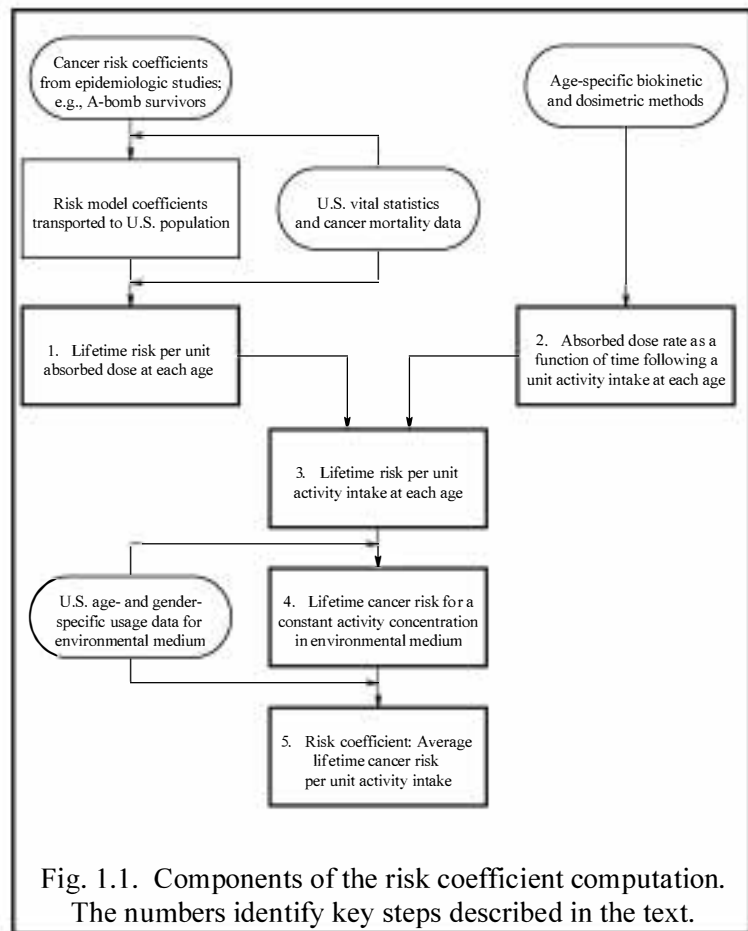 Cancer risk coefficients
from epidemiologic studies;
e.g., A-bomb survivors
Age-specific biokinetic
and dosimetric methods
Risk model coefficients
transported to U.S. population
U.S. vital statistics
and cancer mortality data
1. Lifetime risk per unit
absorbed dose at each age
2. Absorbed dose rate as a
function of time following a
unit activity intake at each age
3. Lifetime risk per unit
activity intake at each age
U.S. age- and gender-
specific usage data for
environmental medium
4. Lifetime cancer risk for a
constant activity concentration
in environmental medium
5. Risk coefficient: Average
lifetime cancer risk
per unit activity intake
Fig. 1.1. Components of the risk coefficient computation.
The numbers identify key steps described in the text.